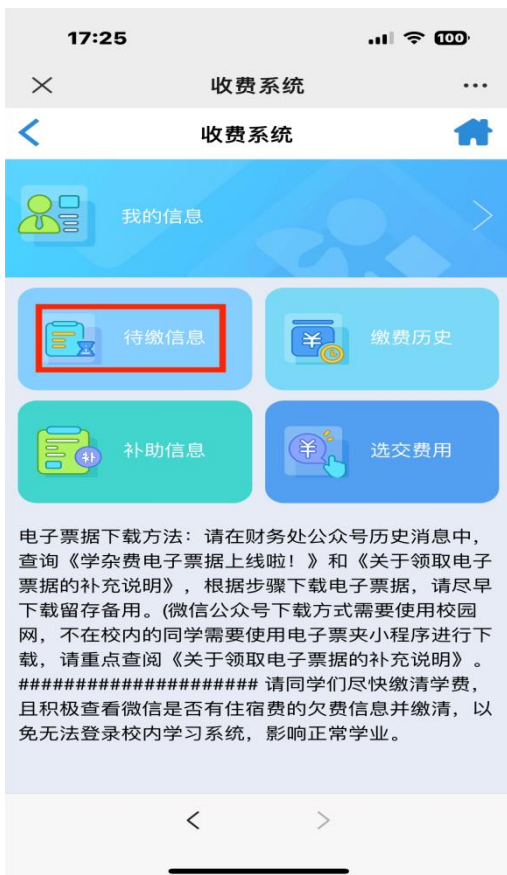 17:25
100
收费系统
收费系统
我的信息
待缴信息
¥
缴费历史
补
补助信息
¥
选交费用
电子票据下载方法：请在财务处公众号历史消息中，
查询《学杂费电子票据上线啦！》和《关于领取电子
票据的补充说明》，根据步骤下载电子票据，请尽早
下载留存备用。(微信公众号下载方式需要使用校园
网，不在校内的同学需要使用电子票夹小程序进行下
载，请重点查阅《关于领取电子票据的补充说明》。
##################### 请同学们尽快缴清学费，
且积极查看微信是否有住宿费的欠费信息并缴清，以
免无法登录校内学习系统，影响正常学业。